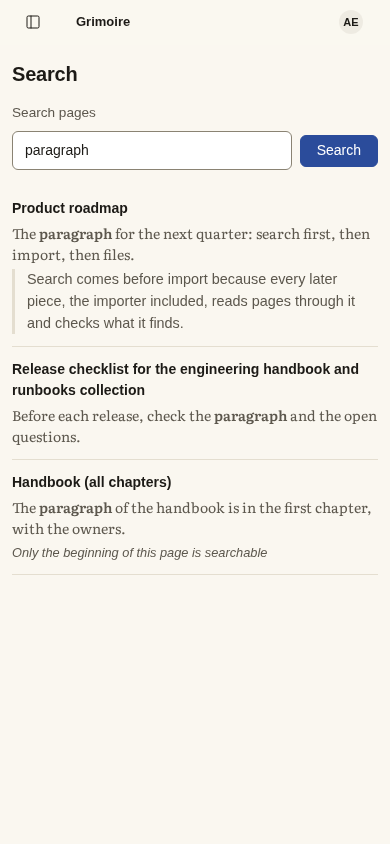 Grimoire
AE
Search
Search pages
paragraph
Search
Product roadmap
The paragraph for the next quarter: search first, then
import, then files.
Search comes before import because every later
piece, the importer included, reads pages through it
and checks what it finds.
Release checklist for the engineering handbook and
runbooks collection
Before each release, check the paragraph and the open
questions.
Handbook (all chapters)
The paragraph of the handbook is in the first chapter,
with the owners.
Only the beginning of this page is searchable